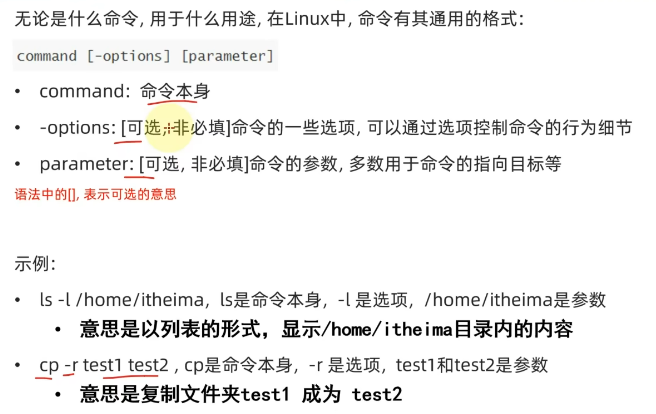 无论是什么命令, 用于什么用途, 在Linux中, 命令有其通用的格式:
command [-options] [parameter]
• command: 命令本身
• -options: [可选,非必填]命令的一些选项, 可以通过选项控制命令的行为细节
• parameter: [可选, 非必填]命令的参数, 多数用于命令的指向目标等
语法中的[], 表示可选的意思
示例:
• ls -l /home/itheima, ls是命令本身, -l 是选项, /home/itheima是参数
• 意思是以列表的形式, 显示/home/itheima目录内的内容
• cp -r test1 test2 , cp是命令本身, -r 是选项, test1和test2是参数
• 意思是复制文件夹test1 成为 test2